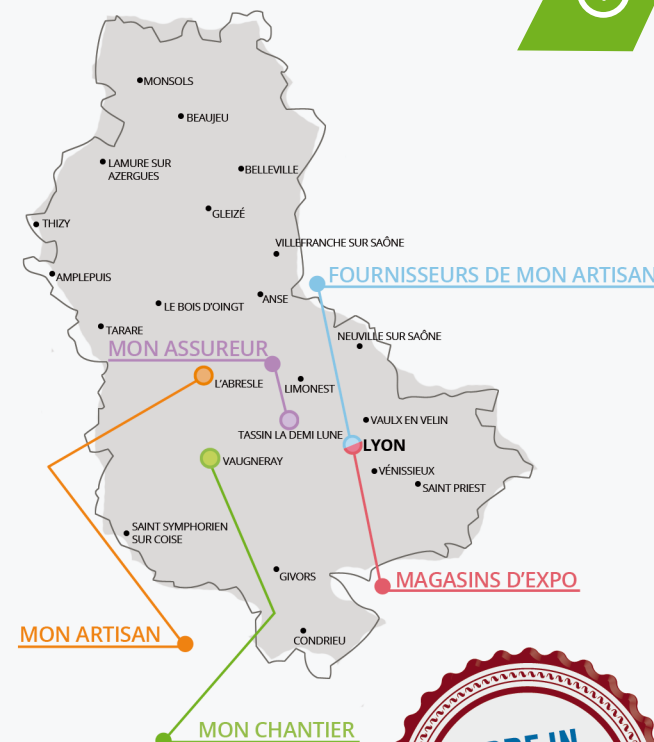 MONSOLS
BEAUJEU
LAMURE SUR
AZERGUES
BELLEVILLE
GLEIZÉ
THIZY
VILLEFRANCHE SUR SAÔNE
AMPLEPUIS
FOURNISSEURS DE MON ARTISAN
ANSE
LE BOIS D'OINGT
TARARE
NEUVILLE SUR SAÔNE
MON ASSUREUR
L'ABRESLE
LIMONEST
VAULX EN VELIN
TASSIN LA DEMI LUNE
LYON
VAUGNERAY
VÉNISSIEUX
SAINT PRIEST
SAINT SYMPHORIEN
SUR COISE
GIVORS
MAGASINS D'EXPO
MON ARTISAN
CONDRIEU
MON CHANTIER
IN